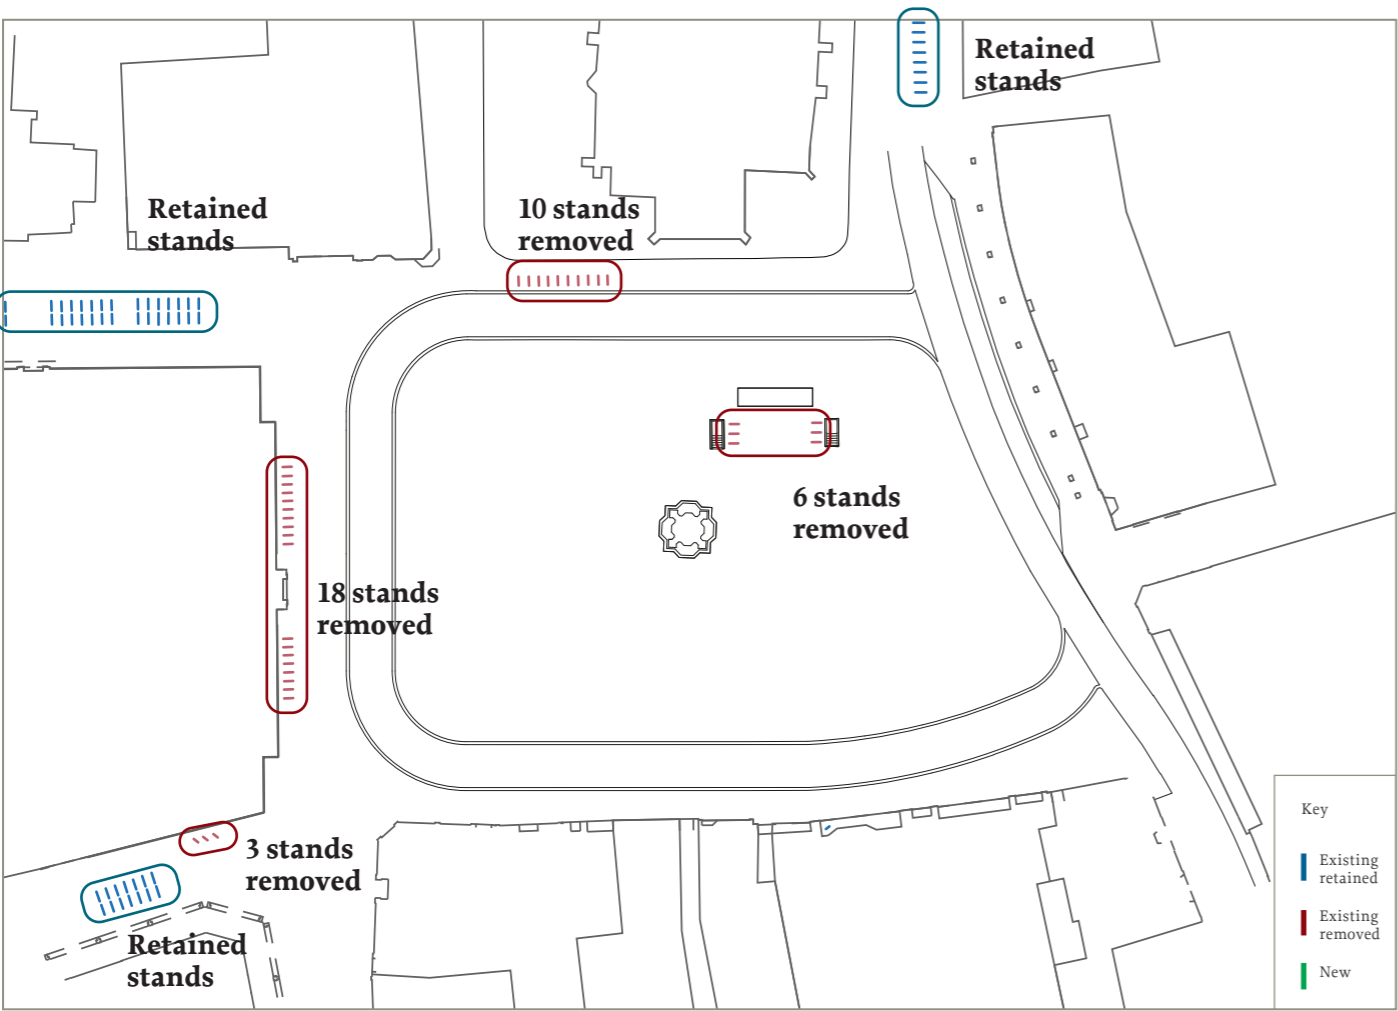 Retained
stands
Retained
stands
10 stands
removed
6 stands
removed
18 stands
removed
3 stands
removed
Retained
stands
Key
Existing
retained
Existing
removed
New